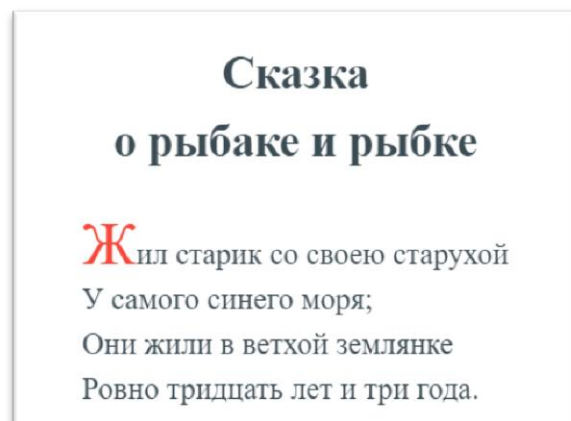 Сказка
о рыбаке и рыбке
Жил старик со своею старухой
У самого синего моря;
Они жили в ветхой землянке
Ровно тридцать лет и три года.